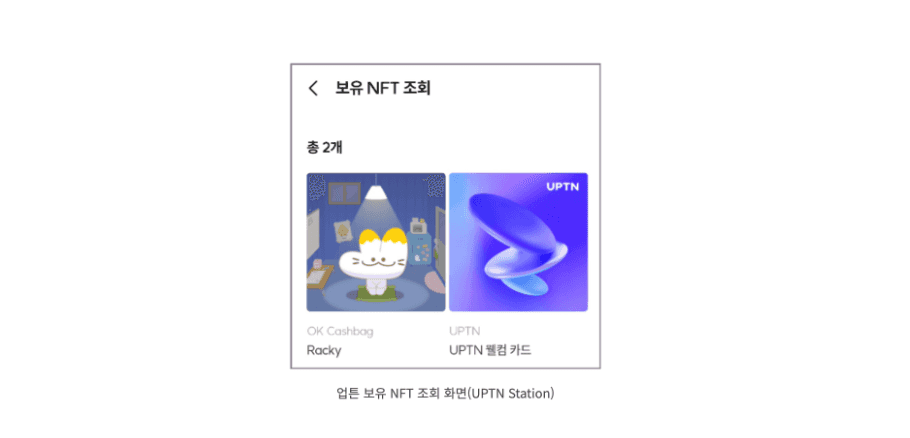 보유 NFT 조회
총 2개
UPTN
OK Cashbag
UPTN
Racky
UPTN 웰컴 카드
업튼 보유 NFT 조회 화면(UPTN Station)